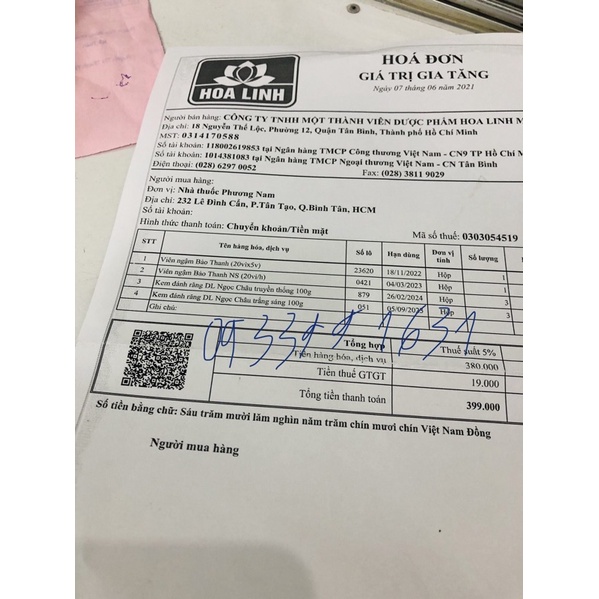 HOA LINH
HOÁ ĐƠN
GIÁ TRỊ GIA TĂNG
Ngày 07 tháng 06 năm 2021
Người bán hàng: CÔNG TY TNHH MỘT THÀNH VIÊN DƯỢC PHẨM HOA LINH M
Địa chỉ: 18 Nguyễn Thế Lộc, Phường 12, Quận Tân Bình, Thành phố Hồ Chí Minh
MST: 0314170588
Số tài khoản: 118002619853 tại Ngân hàng TMCP Công thương Việt Nam - CN9 TP Hồ Chí M
Số tài khoản: 1014381083 tại Ngân hàng TMCP Ngoại thương Việt Nam - CN Tân Bình
Điện thoại: (028) 6297 0052 Fax: (028) 3811 9029
Người mua hàng:
Đơn vị: Nhà thuốc Phương Nam
Địa chỉ: 232 Lê Đình Cẩn, P.Tân Tạo, Q.Bình Tân, HCM
Số tài khoản:
Hình thức thanh toán: Chuyển khoản/Tiền mặt Mã số thuế: 0303054519
STT Tên hàng hóa, dịch vụ Số lô Hạn dùng Đơn vị tính Số lượng
1 Viên ngậm Bảo Thanh (20vix5v) 23620 18/11/2022 Hộp 1
2 Viên ngậm Bảo Thanh NS (20vi/h) 0421 04/03/2023 Hộp 1
3 Kem đánh răng DL Ngọc Châu truyền thống 100g 879 26/02/2024 Hộp 3
4 Kem đánh răng DL Ngọc Châu trắng sáng 100g 051 Hộp 3
Ghi chú:
Tổng hợp Thuế suất 5%
Tiền hàng hóa, dịch vụ 380.000
Tiền thuế GTGT 19.000
Tổng tiền thanh toán 399.000
Số tiền bằng chữ: Sáu trăm mười lăm nghìn năm trăm chín mươi chín Việt Nam Đồng
Người mua hàng